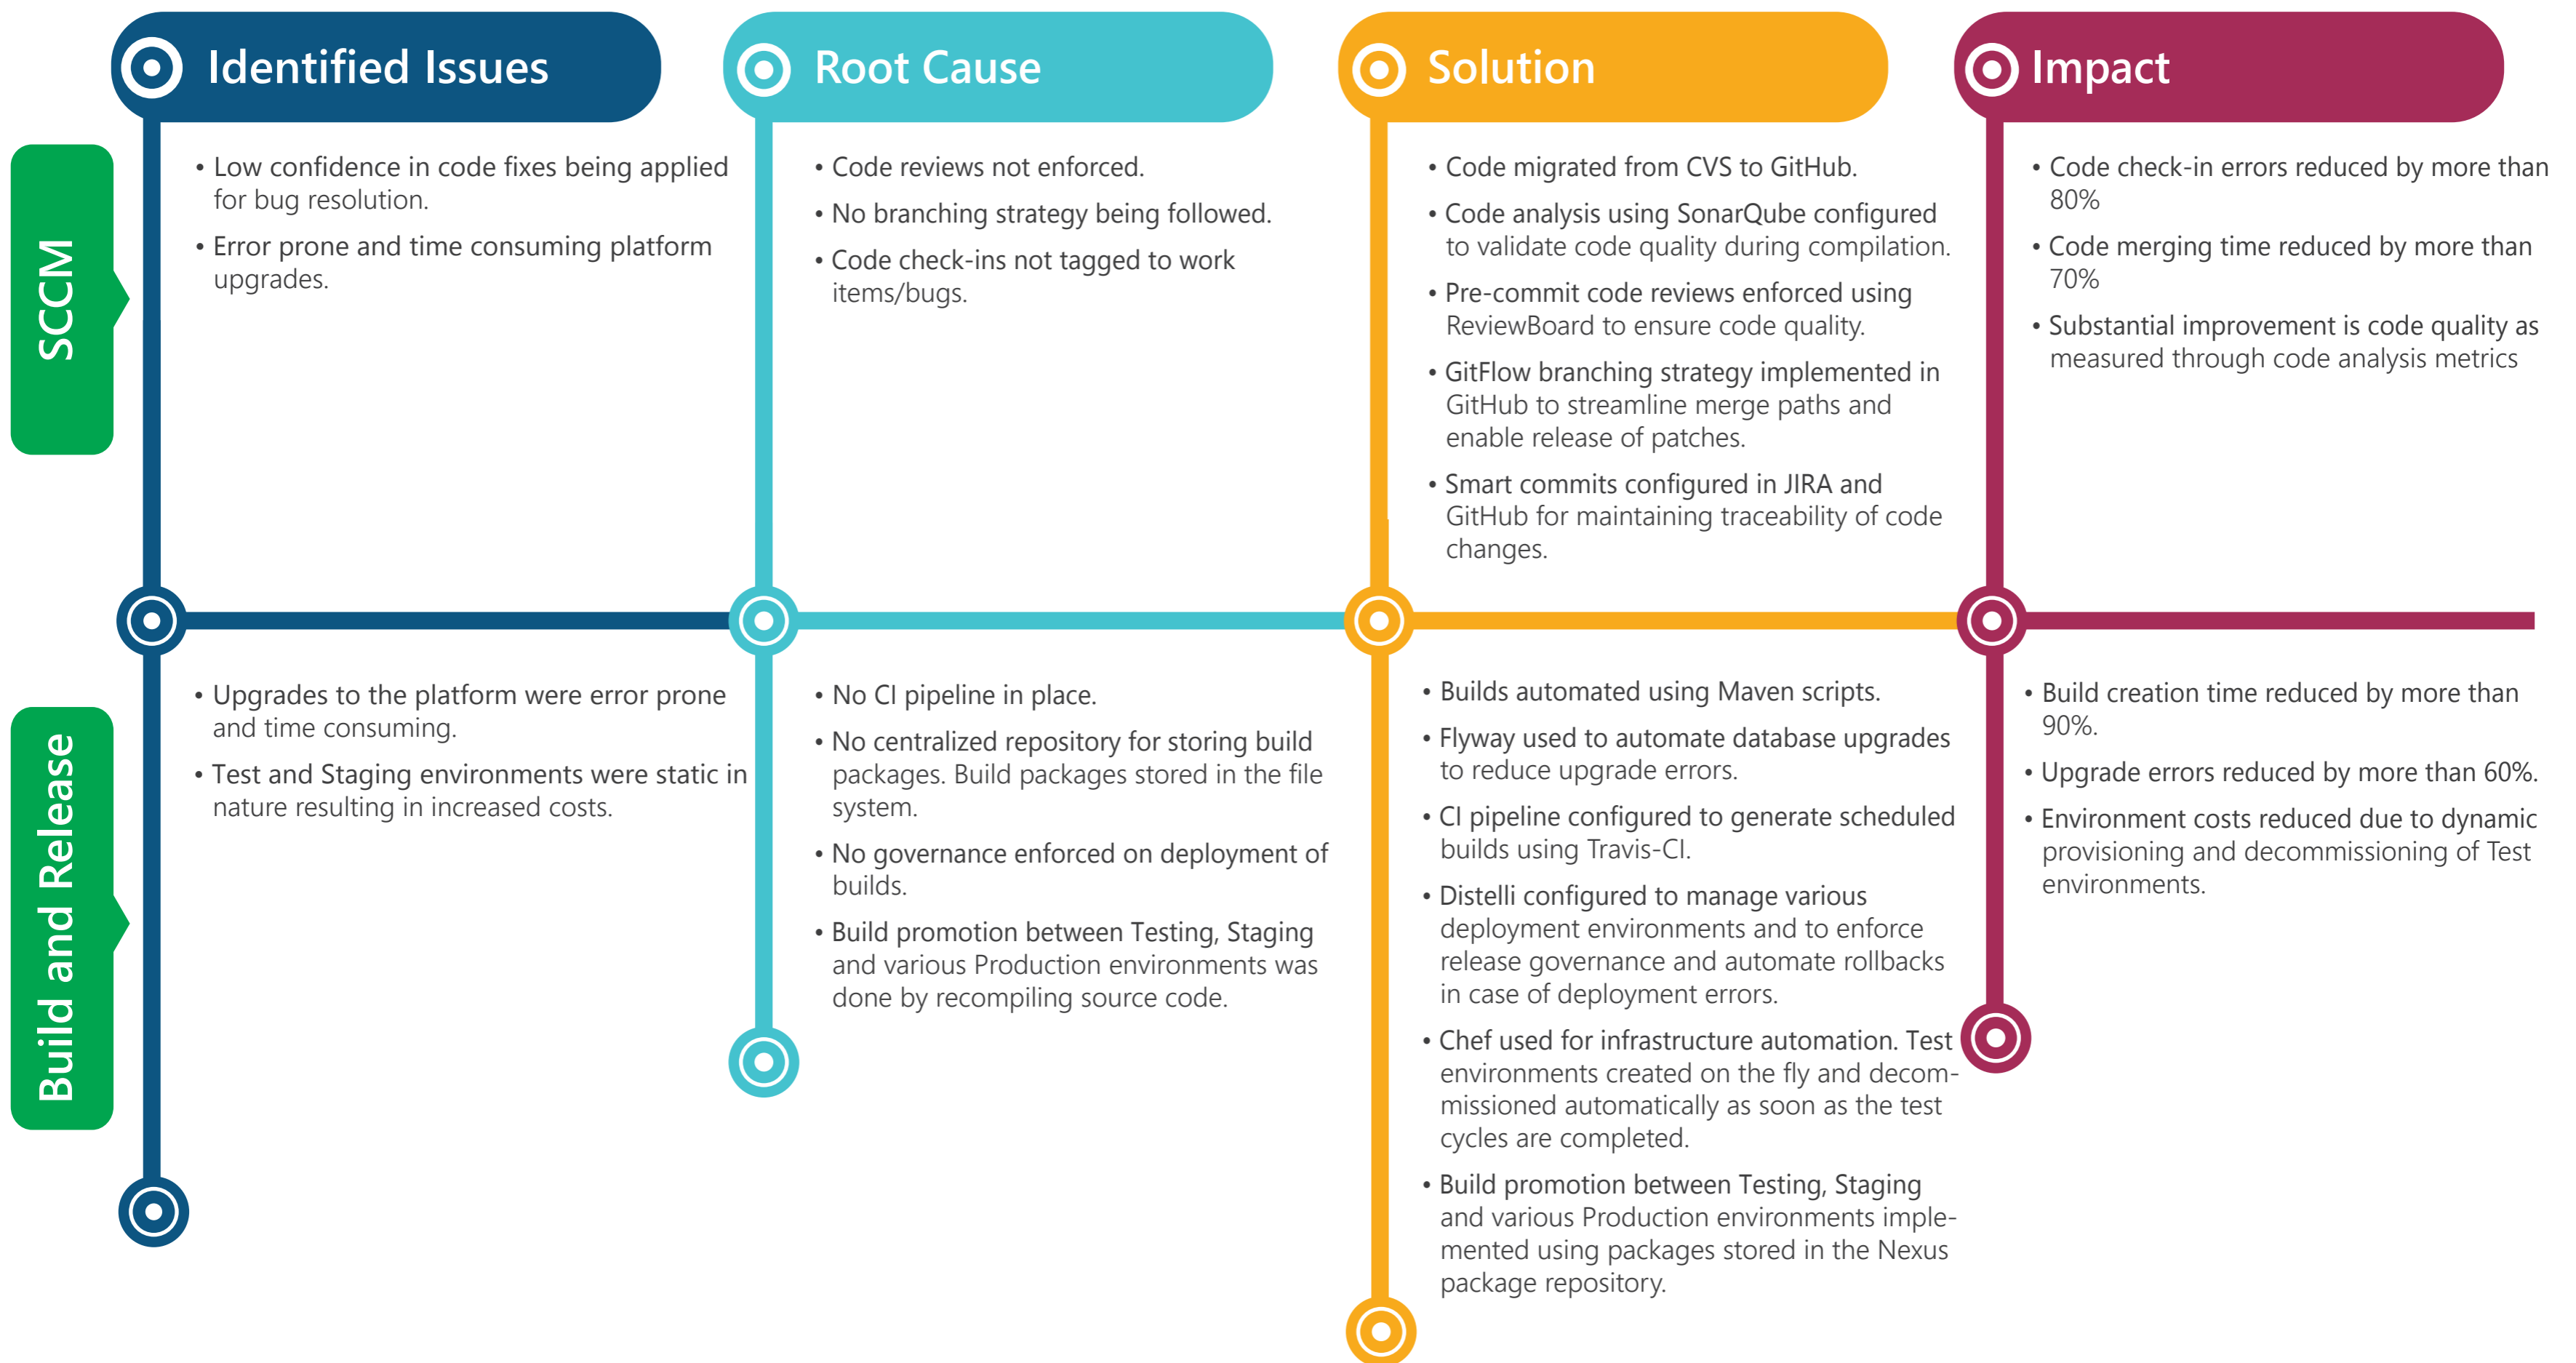 Identified Issues
Root Cause
Solution
Impact
SCCM
• Low confidence in code fixes being applied
for bug resolution.
• Error prone and time consuming platform
upgrades.
• Code reviews not enforced.
• No branching strategy being followed.
• Code check-ins not tagged to work
items/bugs.
• Code migrated from CVS to GitHub.
• Code analysis using SonarQube configured
to validate code quality during compilation.
• Pre-commit code reviews enforced using
ReviewBoard to ensure code quality.
• GitFlow branching strategy implemented in
GitHub to streamline merge paths and
enable release of patches.
• Smart commits configured in JIRA and
GitHub for maintaining traceability of code
changes.
• Code check-in errors reduced by more than
80%
• Code merging time reduced by more than
70%
• Substantial improvement is code quality as
measured through code analysis metrics
Build and Release
• Upgrades to the platform were error prone
and time consuming.
• Test and Staging environments were static in
nature resulting in increased costs.
• No CI pipeline in place.
• No centralized repository for storing build
packages. Build packages stored in the file
system.
• No governance enforced on deployment of
builds.
• Build promotion between Testing, Staging
and various Production environments was
done by recompiling source code.
• Builds automated using Maven scripts.
• Flyway used to automate database upgrades
to reduce upgrade errors.
• CI pipeline configured to generate scheduled
builds using Travis-CI.
• Distelli configured to manage various
deployment environments and to enforce
release governance and automate rollbacks
in case of deployment errors.
• Chef used for infrastructure automation. Test
environments created on the fly and decom-
missioned automatically as soon as the test
cycles are completed.
• Build promotion between Testing, Staging
and various Production environments imple-
mented using packages stored in the Nexus
package repository.
• Build creation time reduced by more than
90%.
• Upgrade errors reduced by more than 60%.
• Environment costs reduced due to dynamic
provisioning and decommissioning of Test
environments.